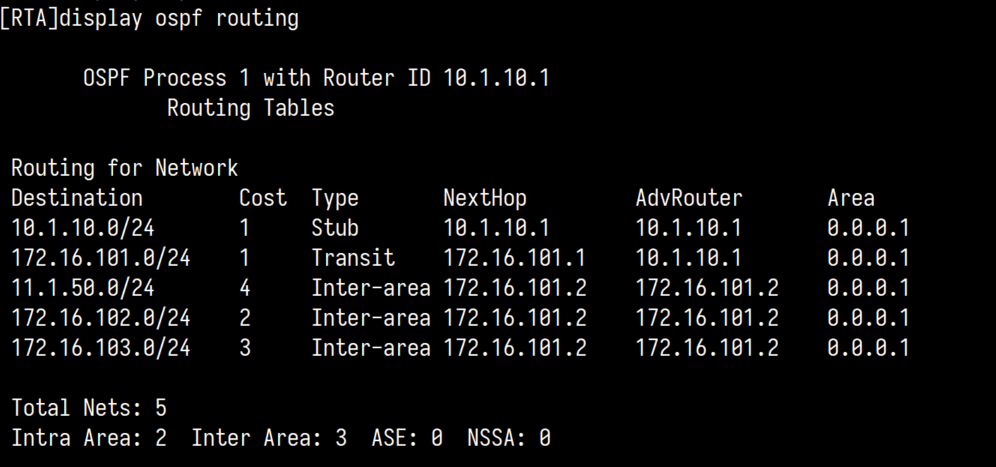 [RTA]display ospf routing
OSPF Process 1 with Router ID 10.1.10.1
Routing Tables
Routing for Network
Destination Cost Type NextHop AdvRouter Area
10.1.10.0/24 1 Stub 10.1.10.1 10.1.10.1 0.0.0.1
172.16.101.0/24 1 Transit 172.16.101.1 10.1.10.1 0.0.0.1
11.1.50.0/24 4 Inter-area 172.16.101.2 172.16.101.2 0.0.0.1
172.16.102.0/24 2 Inter-area 172.16.101.2 172.16.101.2 0.0.0.1
172.16.103.0/24 3 Inter-area 172.16.101.2 172.16.101.2 0.0.0.1
Total Nets: 5
Intra Area: 2 Inter Area: 3 ASE: 0 NSSA: 0